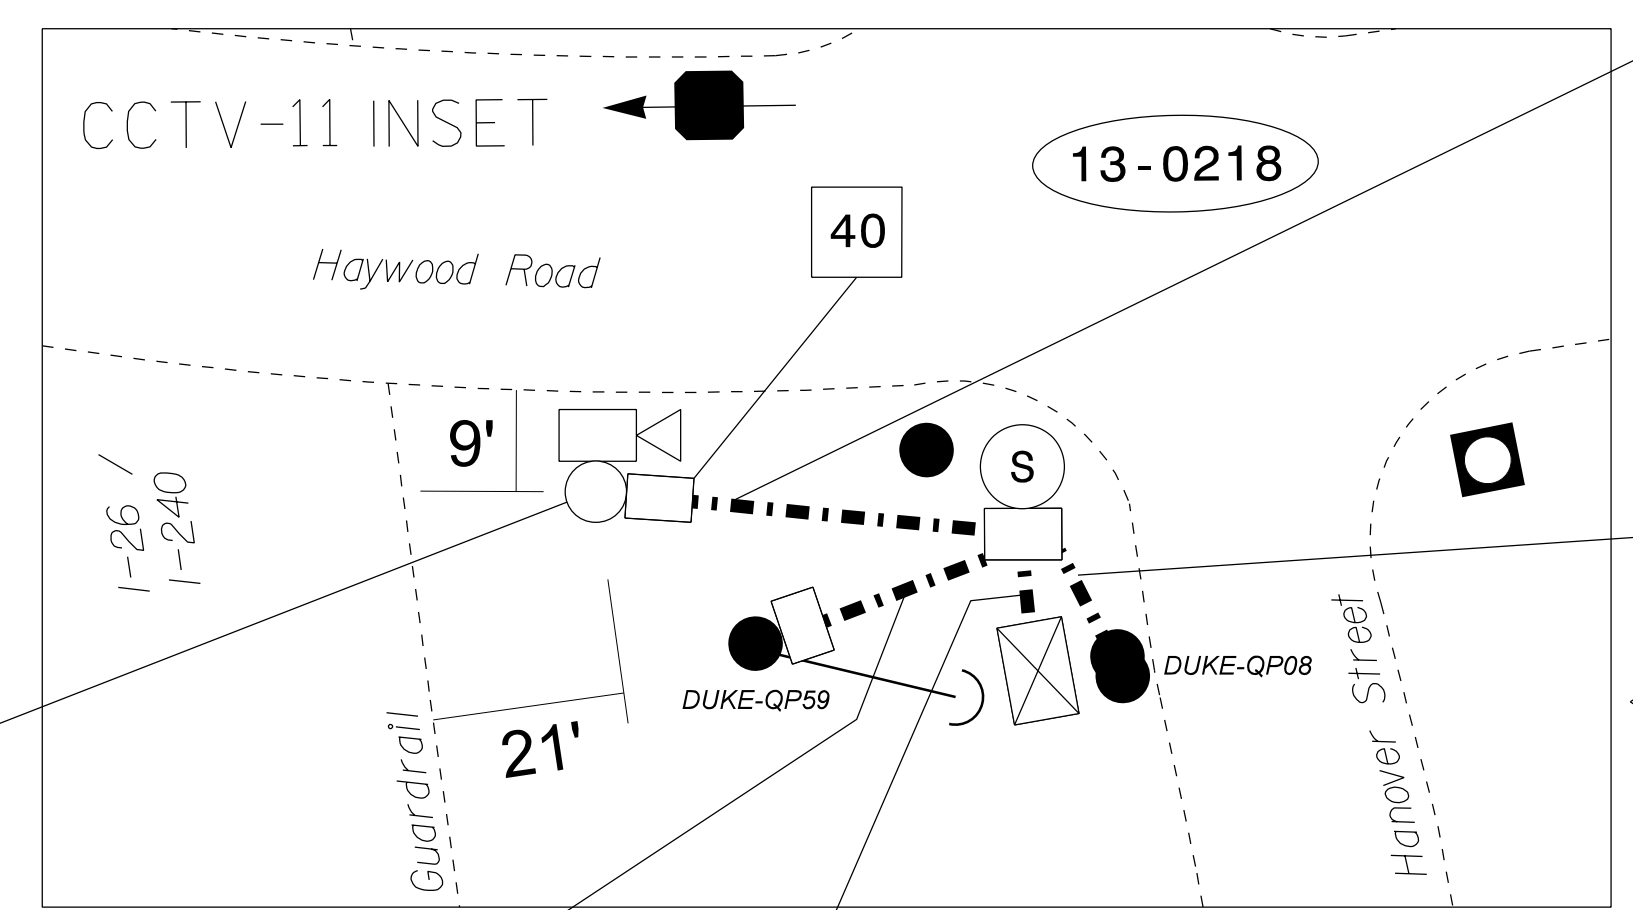 CCTV-11 INSET
13-0218
40
Haywood Road
9'
S
I-26 /
I-240
DUKE-QP59
DUKE-QP08
21'
Guardrail
Hanover Street